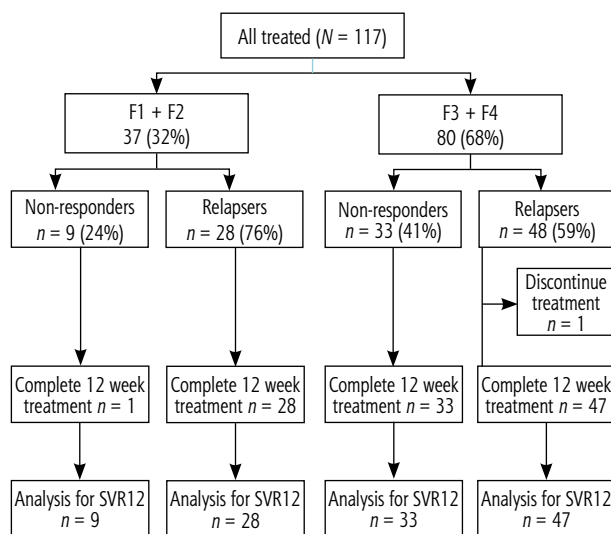 All treated (N = 117)
F1 + F2
37 (32%)
F3 + F4
80 (68%)
Non-responders
n = 9 (24%)
Relapsers
n = 28 (76%)
Non-responders
n = 33 (41%)
Relapsers
n = 48 (59%)
Discontinue
treatment
n = 1
Complete 12 week
treatment n = 1
Complete 12 week
treatment n = 28
Complete 12 week
treatment n = 33
Complete 12 week
treatment n = 47
Analysis for SVR12
n = 9
Analysis for SVR12
n = 28
Analysis for SVR12
n = 33
Analysis for SVR12
n = 47